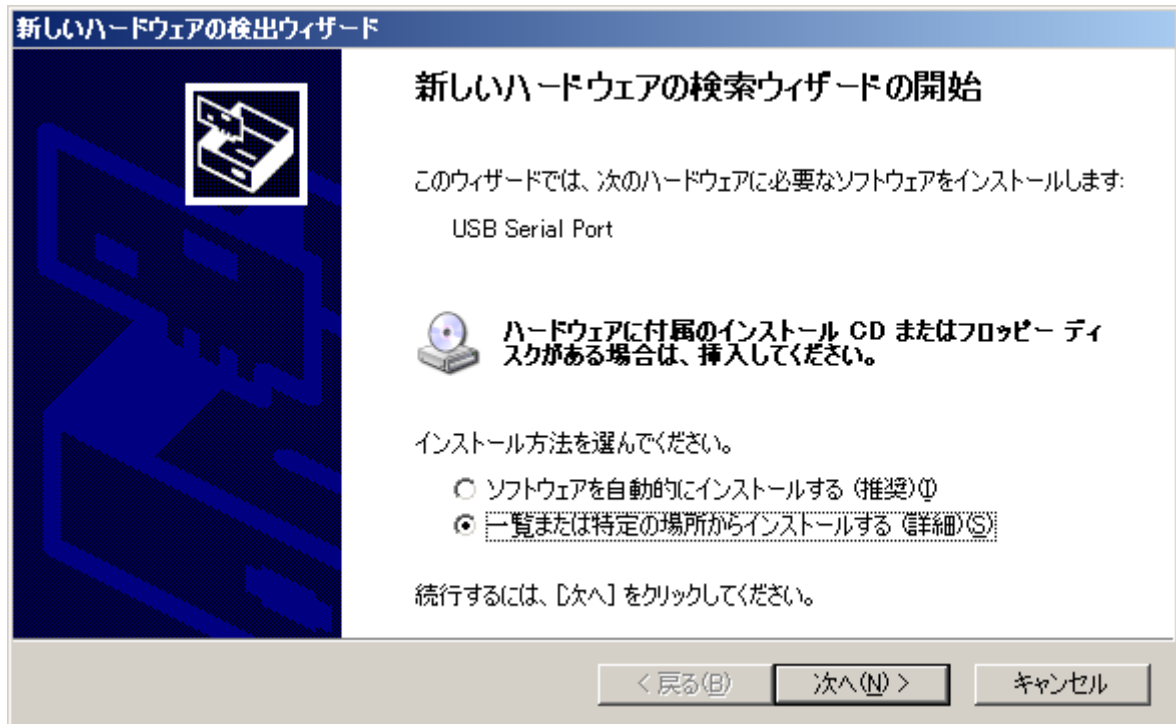 新しいハードウェアの検出ウィザード
新しいハードウェアの検索ウィザードの開始
このウィザードでは、次のハードウェアに必要なソフトウェアをインストールします:
USB Serial Port
ハードウェアに付属のインストール CD またはフロッピー ディ
スクがある場合は、挿入してください。
インストール方法を選んでください。
ソフトウェアを自動的にインストールする (推奨)(I)
一覧または特定の場所からインストールする (詳細)(S)
続行するには、[次へ] をクリックしてください。
< 戻る(B) 次へ(N) > キャンセル